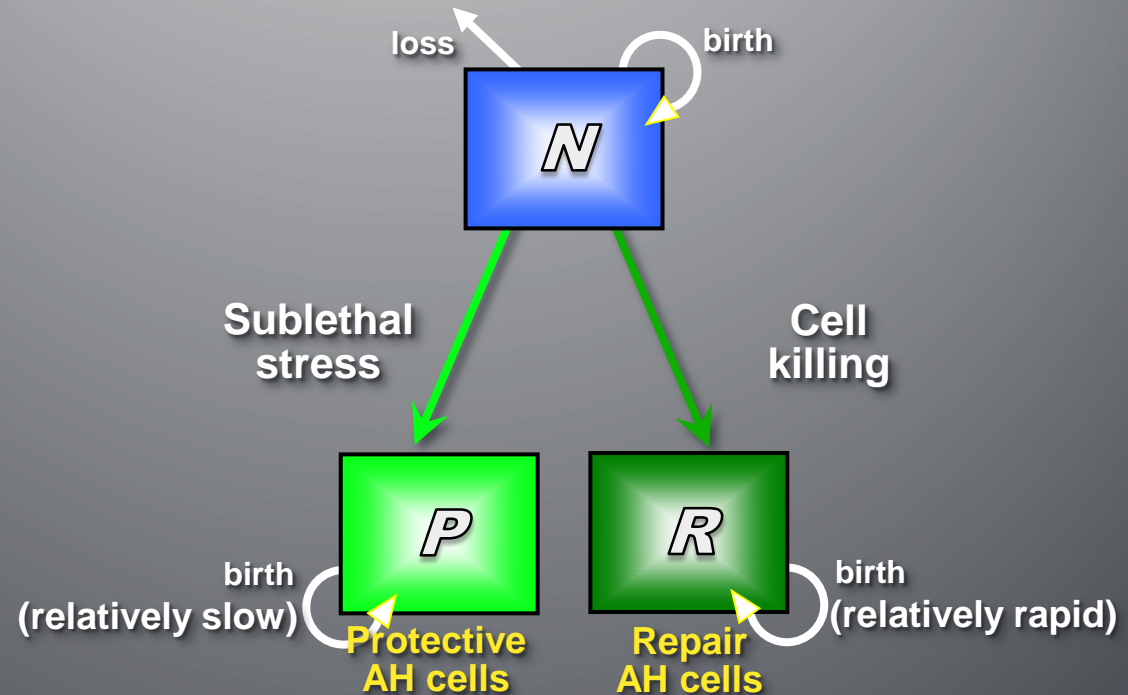 loss
birth
N
Sublethal
stress
Cell
killing
P
R
birth
(relatively slow)
birth
(relatively rapid)
Protective
AH cells
Repair
AH cells